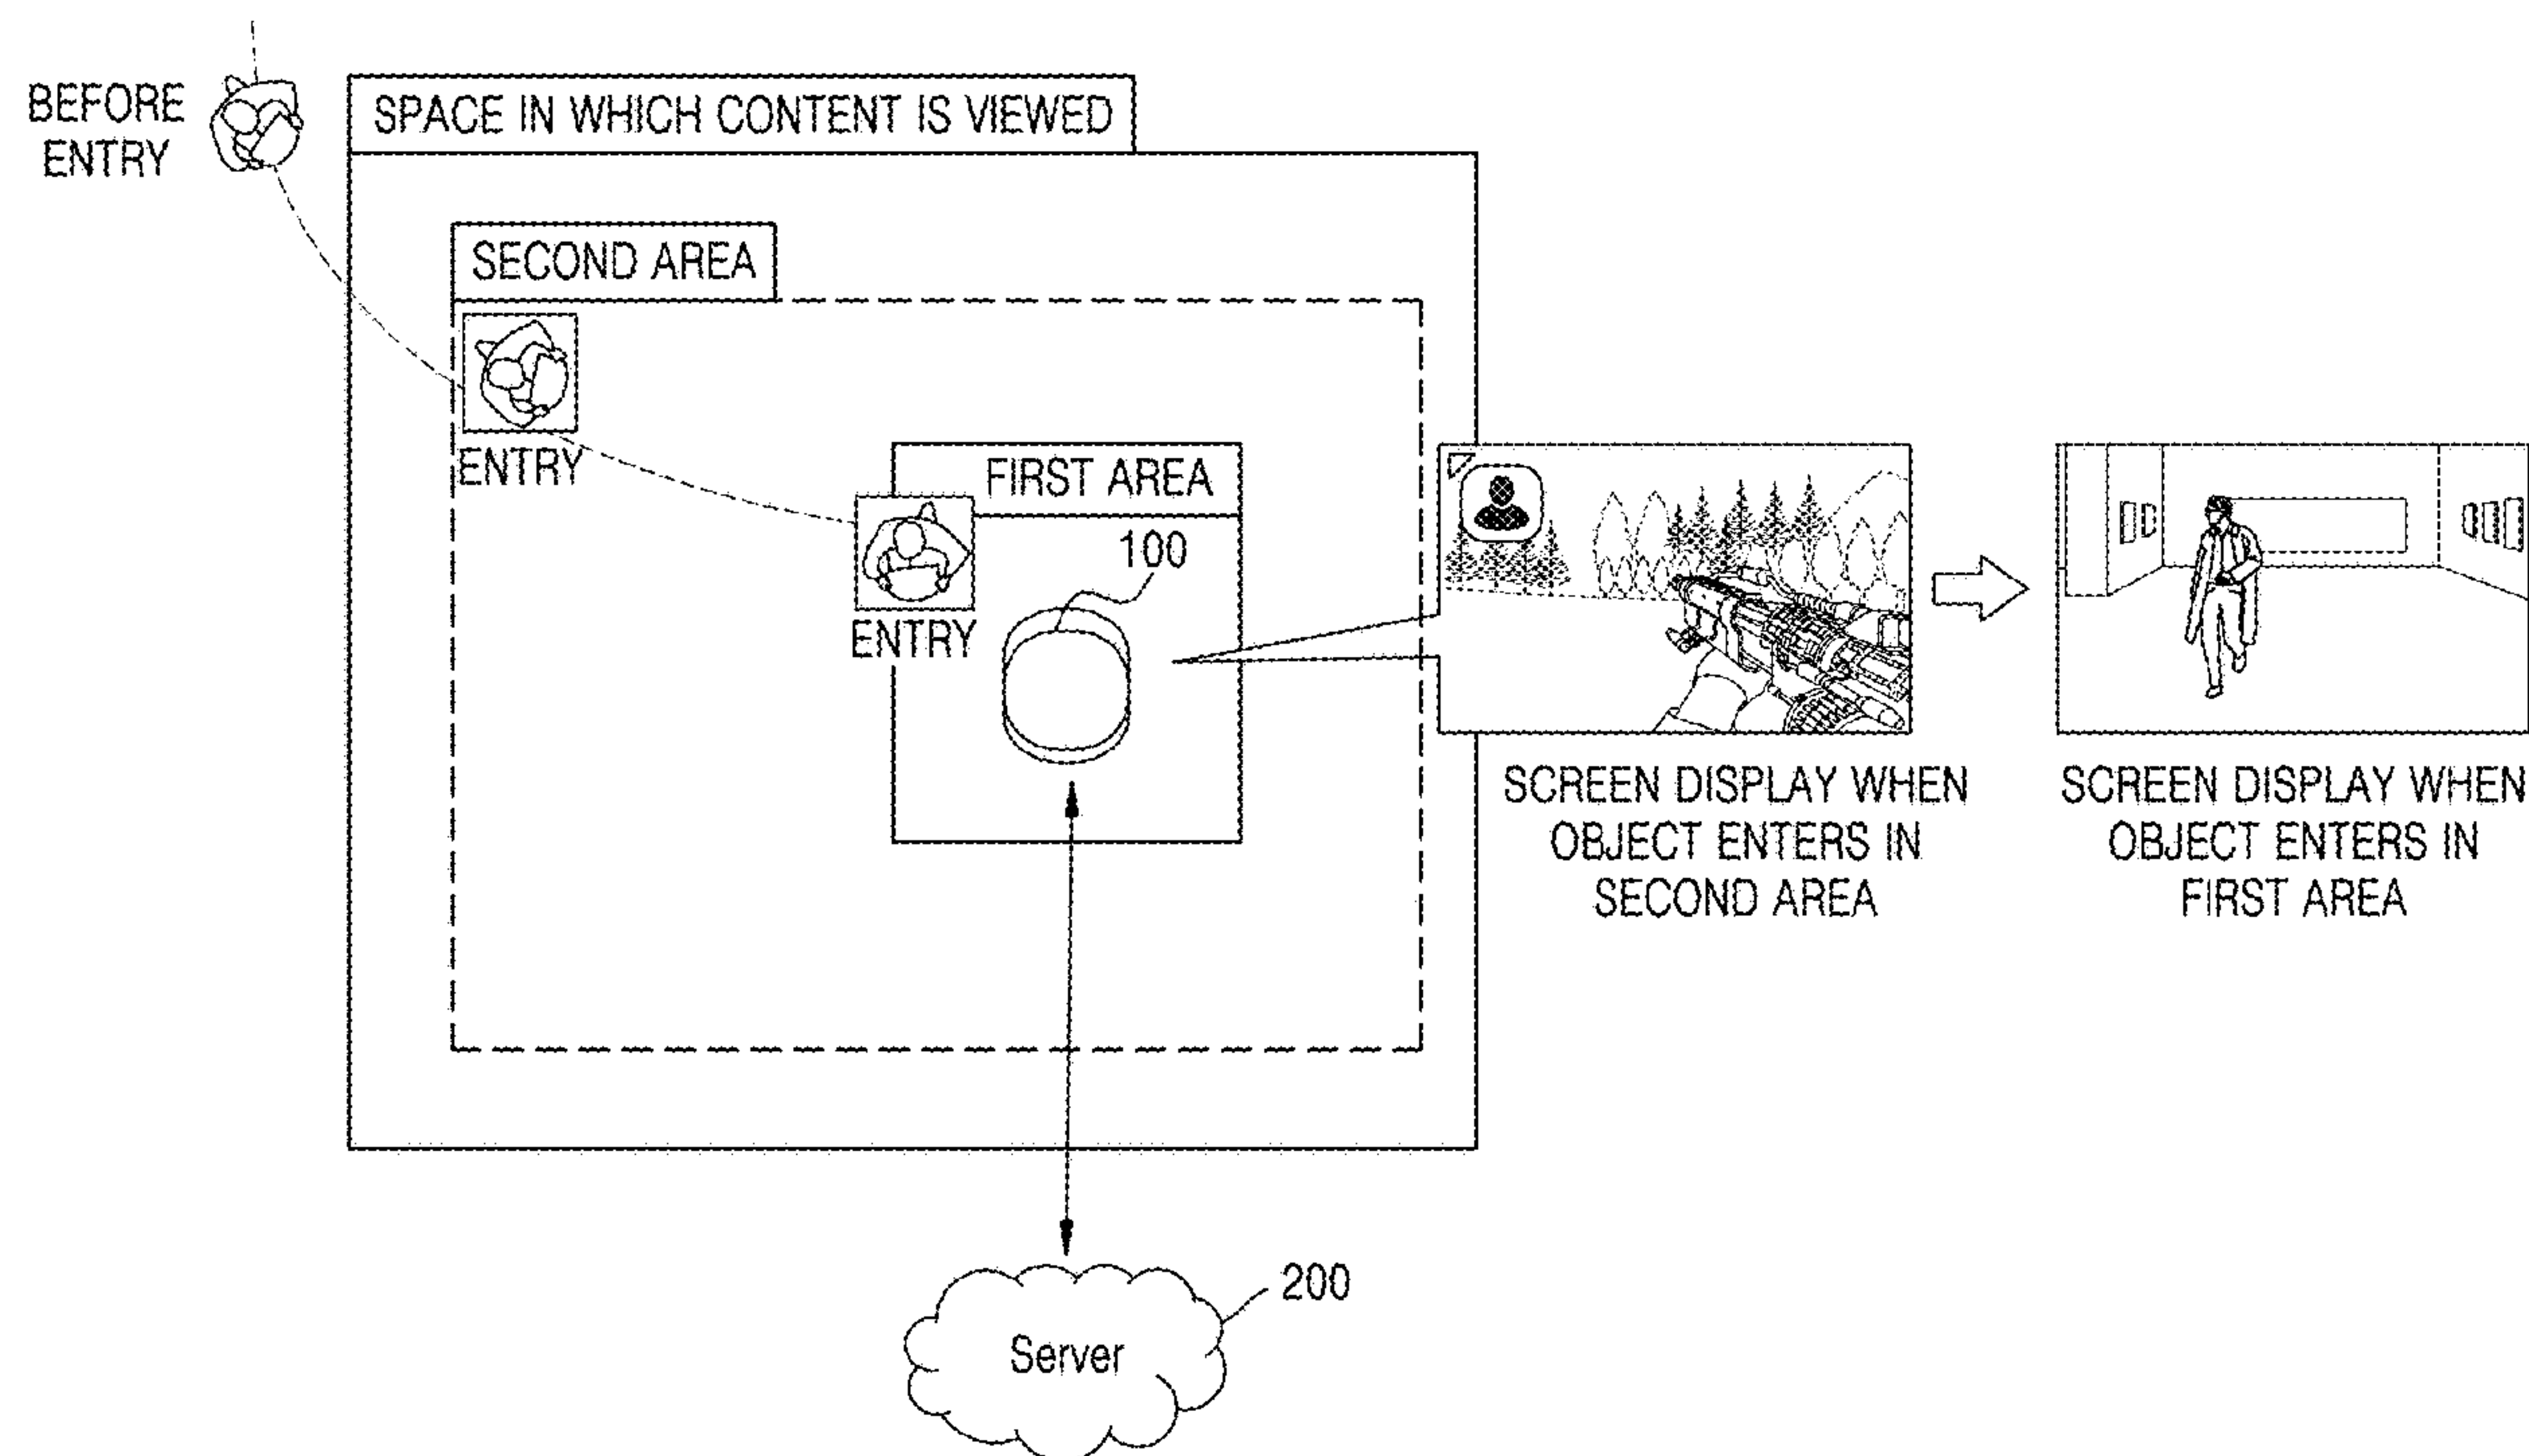 BEFORE
ENTRY
SPACE IN WHICH CONTENT IS VIEWED
SECOND AREA
ENTRY
FIRST AREA
100
ENTRY
SCREEN DISPLAY WHEN
OBJECT ENTERS IN
SECOND AREA
SCREEN DISPLAY WHEN
OBJECT ENTERS IN
FIRST AREA
200
Server